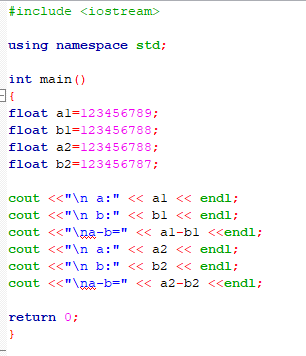 #include <iostream>
using namespace std;
int main()
{
float a1=123456789;
float b1=123456788;
float a2=123456788;
float b2=123456787;
cout <<"\n a:" << a1 << endl;
cout <<"\n b:" << b1 << endl;
cout <<"\na-b=" << a1-b1 <<endl;
cout <<"\n a:" << a2 << endl;
cout <<"\n b:" << b2 << endl;
cout <<"\na-b=" << a2-b2 <<endl;
return 0;
}